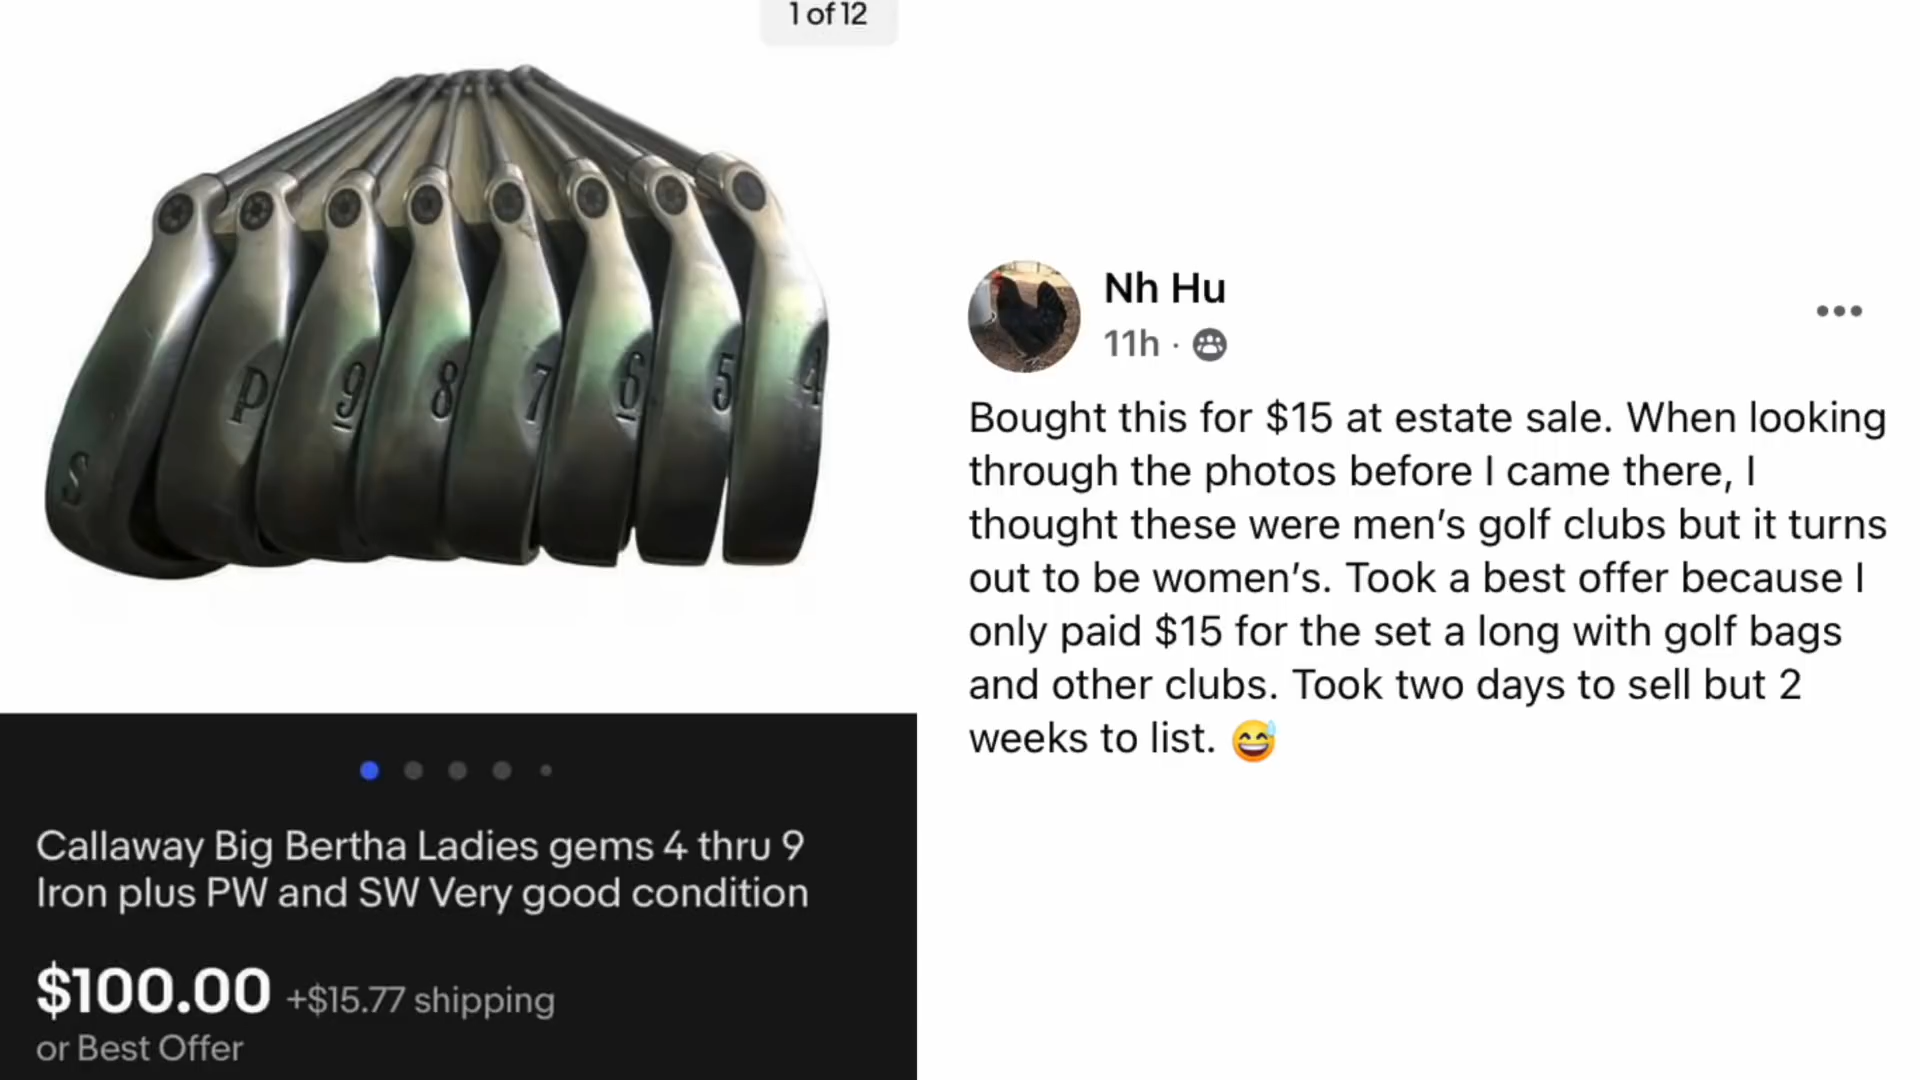 1 of 12
S
P
9
8
7
6
5
4
Callaway Big Bertha Ladies gems 4 thru 9
Iron plus PW and SW Very good condition
$100.00 +$15.77 shipping
or Best Offer
Nh Hu
11h ·
Bought this for $15 at estate sale. When looking
through the photos before I came there, I
thought these were men’s golf clubs but it turns
out to be women’s. Took a best offer because I
only paid $15 for the set a long with golf bags
and other clubs. Took two days to sell but 2
weeks to list. 😅